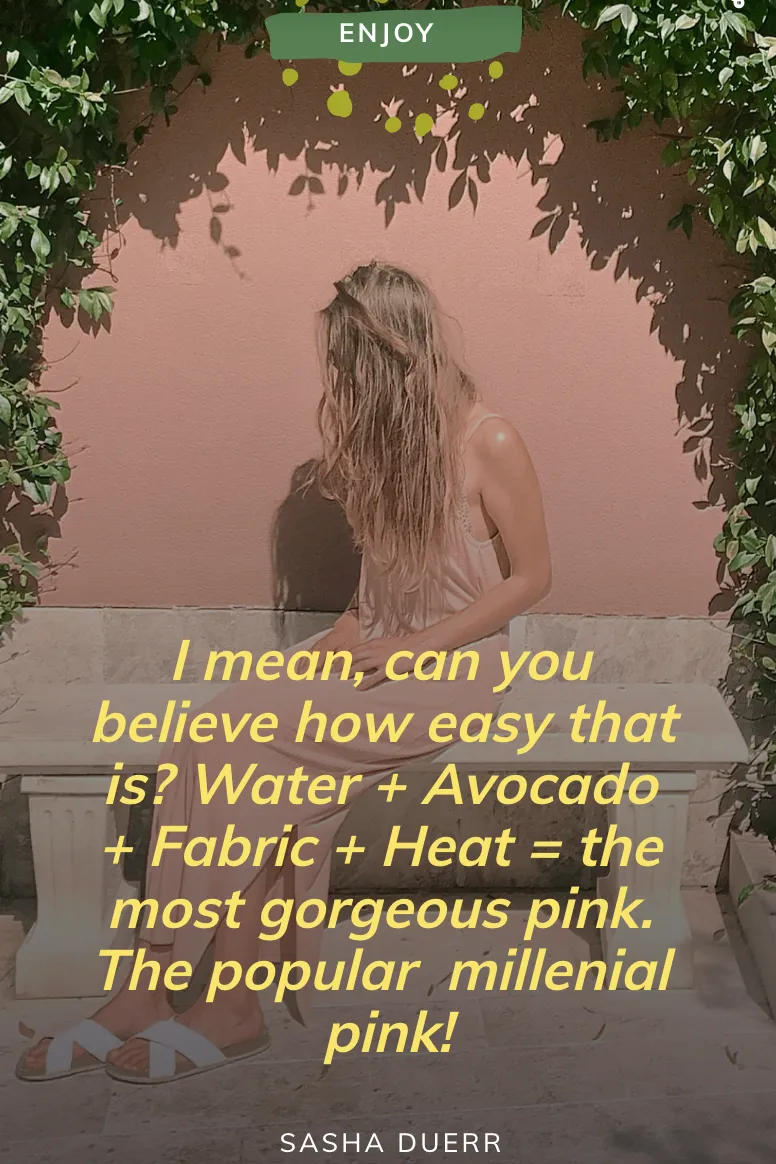 ENJOY
I mean, can you
believe how easy that
is? Water + Avocado
+ Fabric + Heat = the
most gorgeous pink.
The popular  millenial
pink!
SASHA DUERR